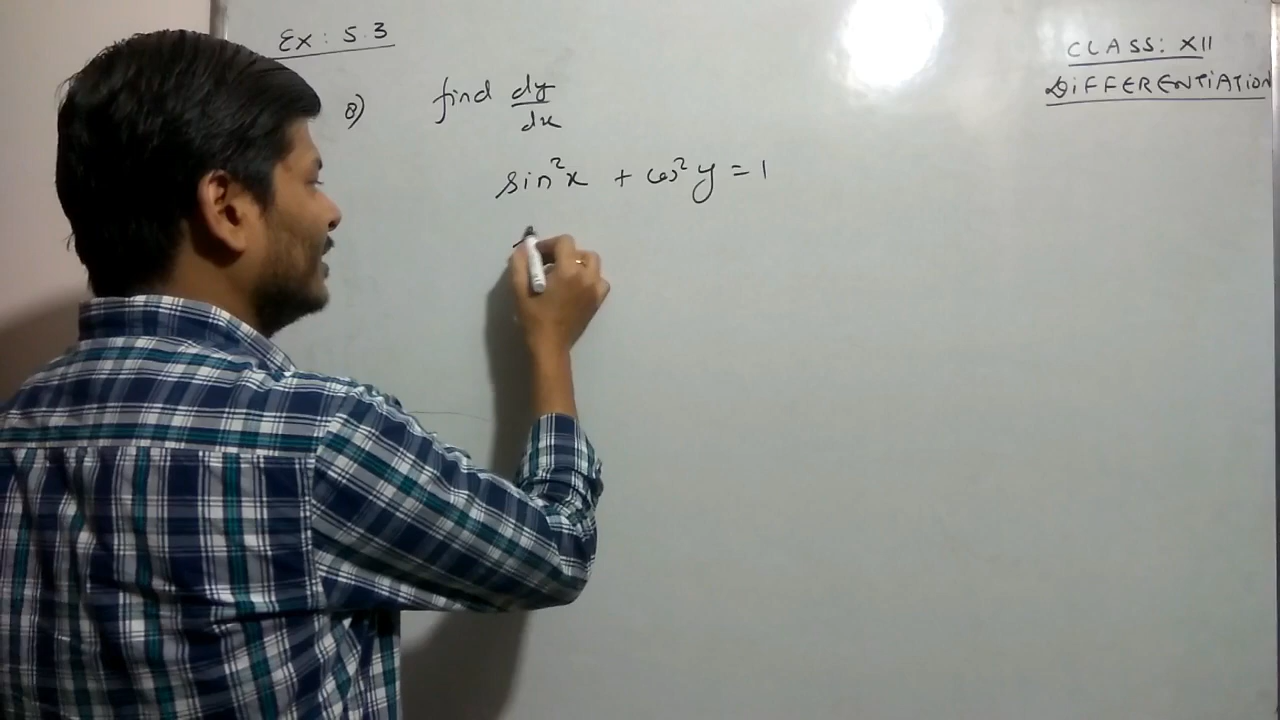 Ex: 5.3
CLASS: XII
DIFFERENTIATION
8) find dy/dx
sin²x + cos²y = 1